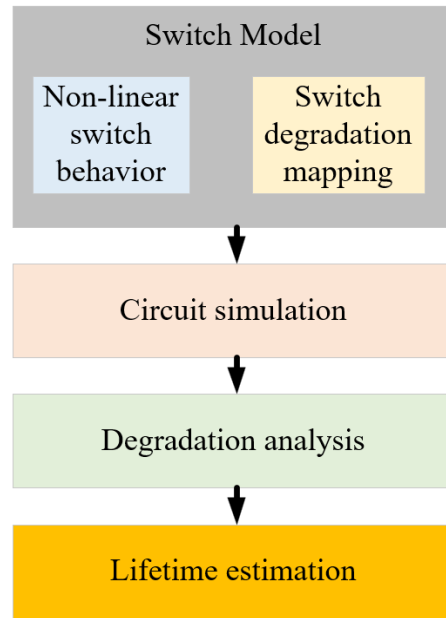 Switch Model
Non-linear
switch
behavior
Switch
degradation
mapping
Circuit simulation
Degradation analysis
Lifetime estimation